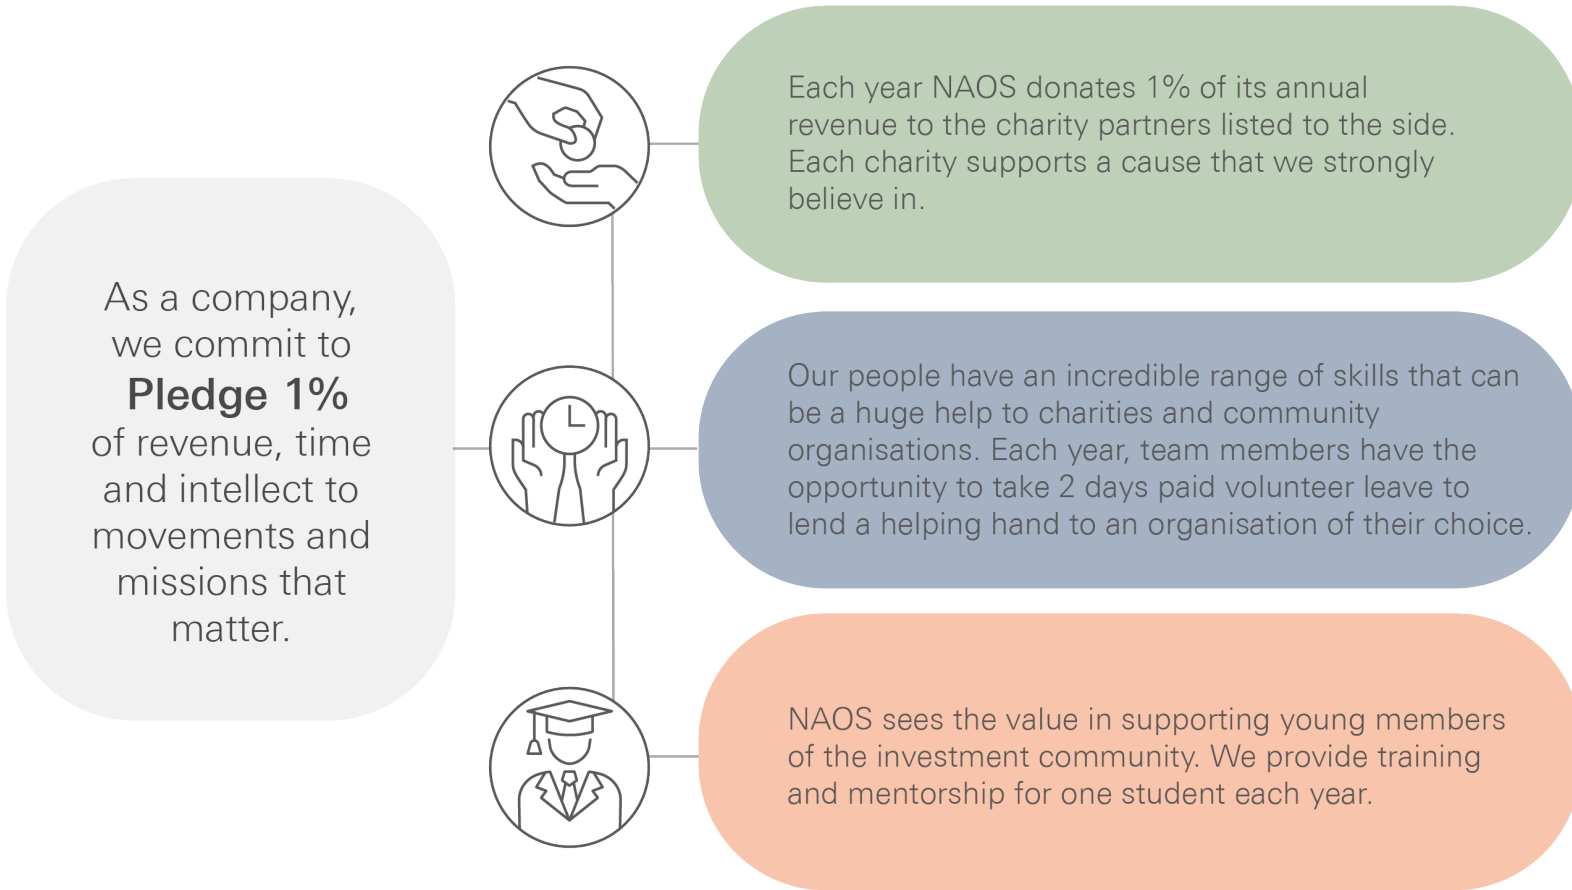 As a company,
we commit to
Pledge 1%
of revenue, time
and intellect to
movements and
missions that
matter.
Each year NAOS donates 1% of its annual
revenue to the charity partners listed to the side.
Each charity supports a cause that we strongly
believe in.
Our people have an incredible range of skills that can
be a huge help to charities and community
organisations. Each year, team members have the
opportunity to take 2 days paid volunteer leave to
lend a helping hand to an organisation of their choice.
NAOS sees the value in supporting young members
of the investment community. We provide training
and mentorship for one student each year.